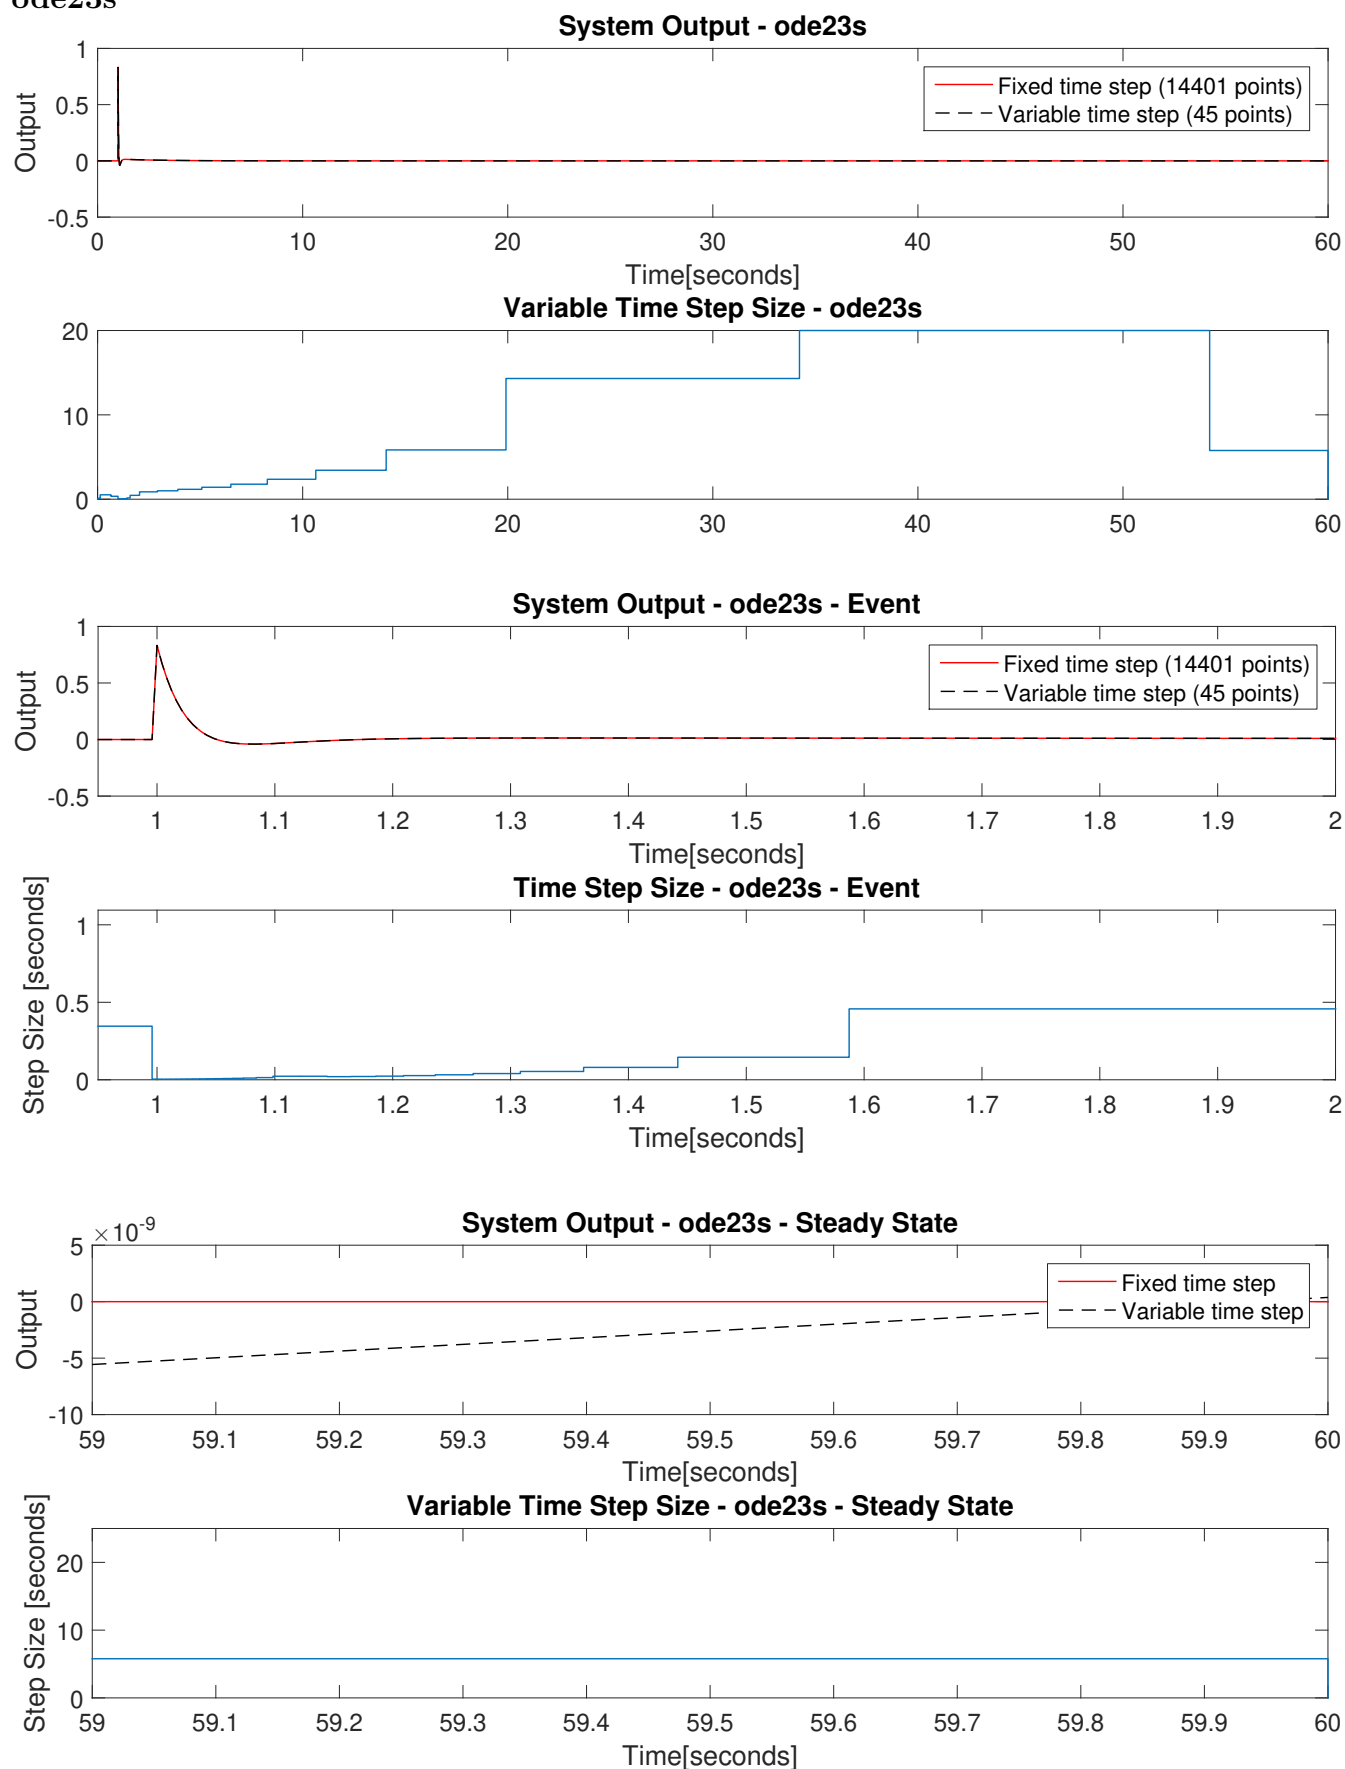 ode23s
System Output - ode23s
1
0.5
0
-0.5
Output
Fixed time step (14401 points)
Variable time step (45 points)
0 10 20 30 40 50 60
Time[seconds]
Variable Time Step Size - ode23s
20
10
0
0 10 20 30 40 50 60
System Output - ode23s - Event
1
0.5
0
-0.5
Output
Fixed time step (14401 points)
Variable time step (45 points)
1 1.1 1.2 1.3 1.4 1.5 1.6 1.7 1.8 1.9 2
Time[seconds]
Time Step Size - ode23s - Event
1
0.5
0
Step Size [seconds]
1 1.1 1.2 1.3 1.4 1.5 1.6 1.7 1.8 1.9 2
Time[seconds]
System Output - ode23s - Steady State
×10⁻⁹
5
0
-5
-10
Output
Fixed time step
Variable time step
59 59.1 59.2 59.3 59.4 59.5 59.6 59.7 59.8 59.9 60
Time[seconds]
Variable Time Step Size - ode23s - Steady State
20
10
0
Step Size [seconds]
59 59.1 59.2 59.3 59.4 59.5 59.6 59.7 59.8 59.9 60
Time[seconds]